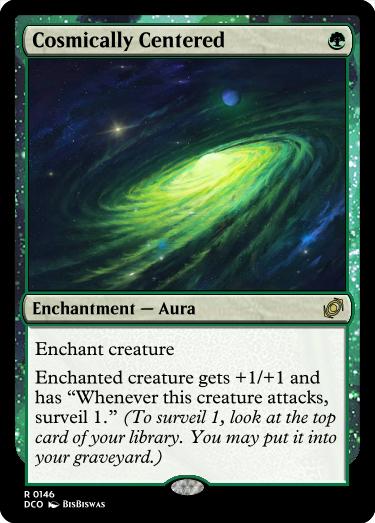 Cosmically Centered
Enchantment — Aura
Enchant creature
Enchanted creature gets +1/+1 and
has “Whenever this creature attacks,
surveil 1.” (To surveil 1, look at the top
card of your library. You may put it into
your graveyard.)
R 0146
DCO BisBiswas